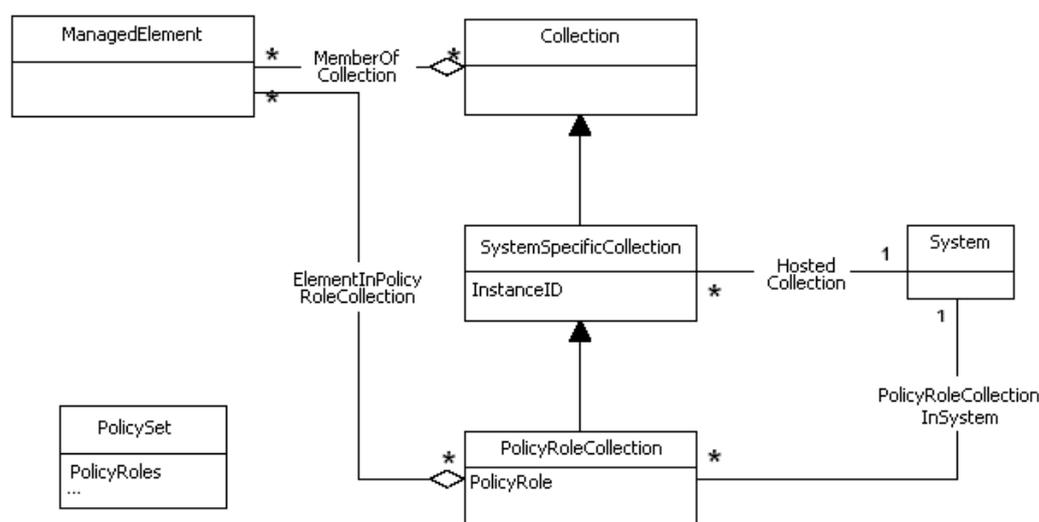 ManagedElement
Collection
*
MemberOf
Collection
*
*
SystemSpecificCollection
InstanceID
System
1
Hosted
Collection
*
1
ElementInPolicy
RoleCollection
PolicyRoleCollection
InSystem
PolicySet
PolicyRoles
...
PolicyRoleCollection
PolicyRole
*
*